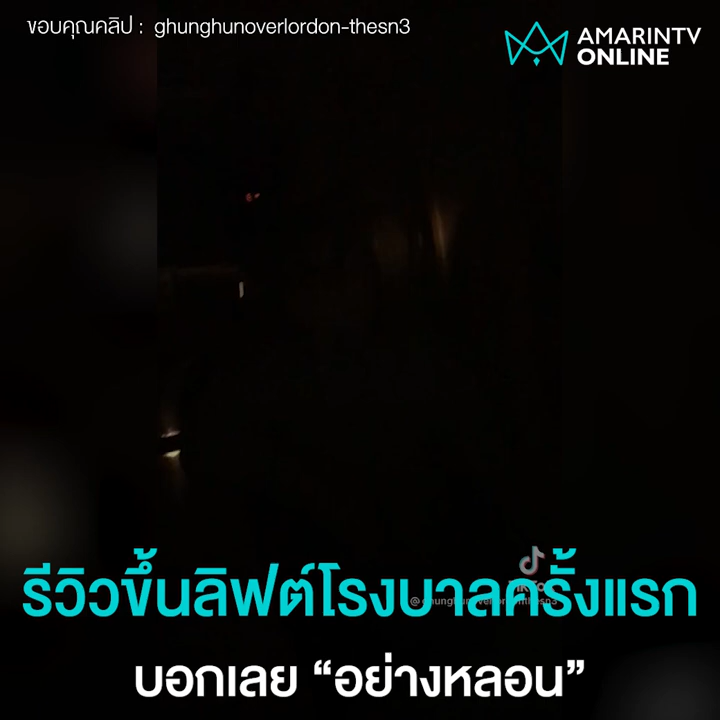 ขอบคุณคลิป : ghunghunoverlordon-thesn3
AMARINTV
ONLINE
รีวิวขึ้นลิฟต์โรงบาลครั้งแรก
บอกเลย “อย่างหลอน”